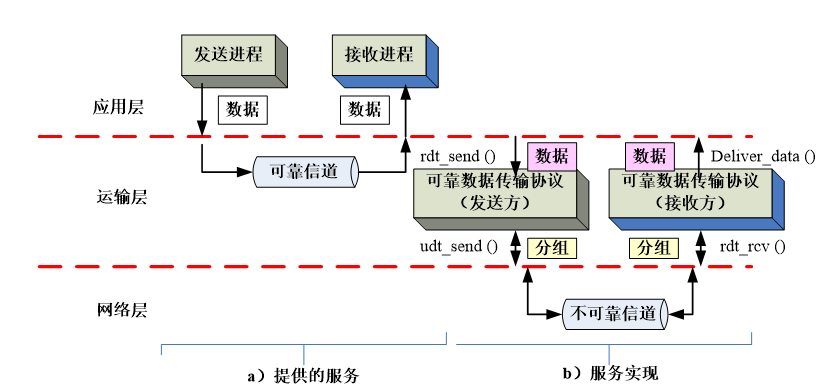 发送进程
接收进程
应用层
数据
数据
rdt_send ()
数据
数据
Deliver_data ()
可靠信道
运输层
可靠数据传输协议
（发送方）
可靠数据传输协议
（接收方）
udt_send ()
分组
分组
rdt_rcv ()
网络层
不可靠信道
a）提供的服务
b）服务实现